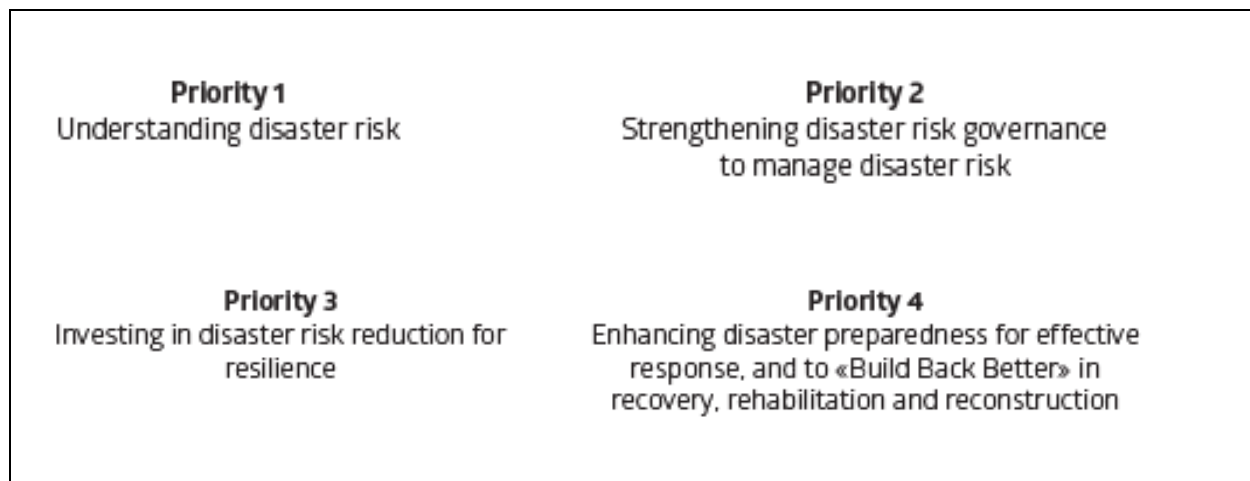 Priority 1
Understanding disaster risk
Priority 2
Strengthening disaster risk governance
to manage disaster risk
Priority 3
Investing in disaster risk reduction for
resilience
Priority 4
Enhancing disaster preparedness for effective
response, and to «Build Back Better» in
recovery, rehabilitation and reconstruction